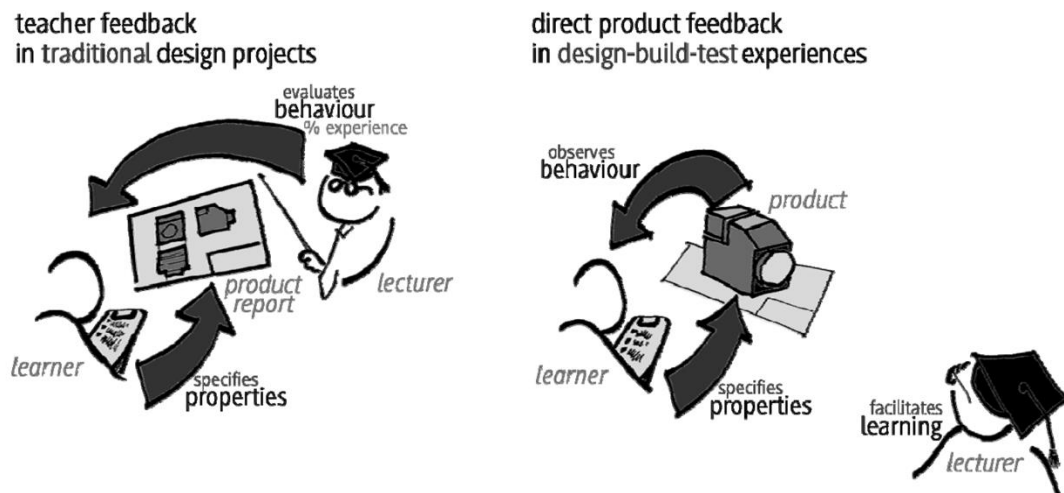 teacher feedback
in traditional design projects
evaluates
behaviour
% experience
product
report
lecturer
learner
specifies
properties
direct product feedback
in design-build-test experiences
observes
behaviour
product
learner
specifies
properties
facilitates
learning
lecturer